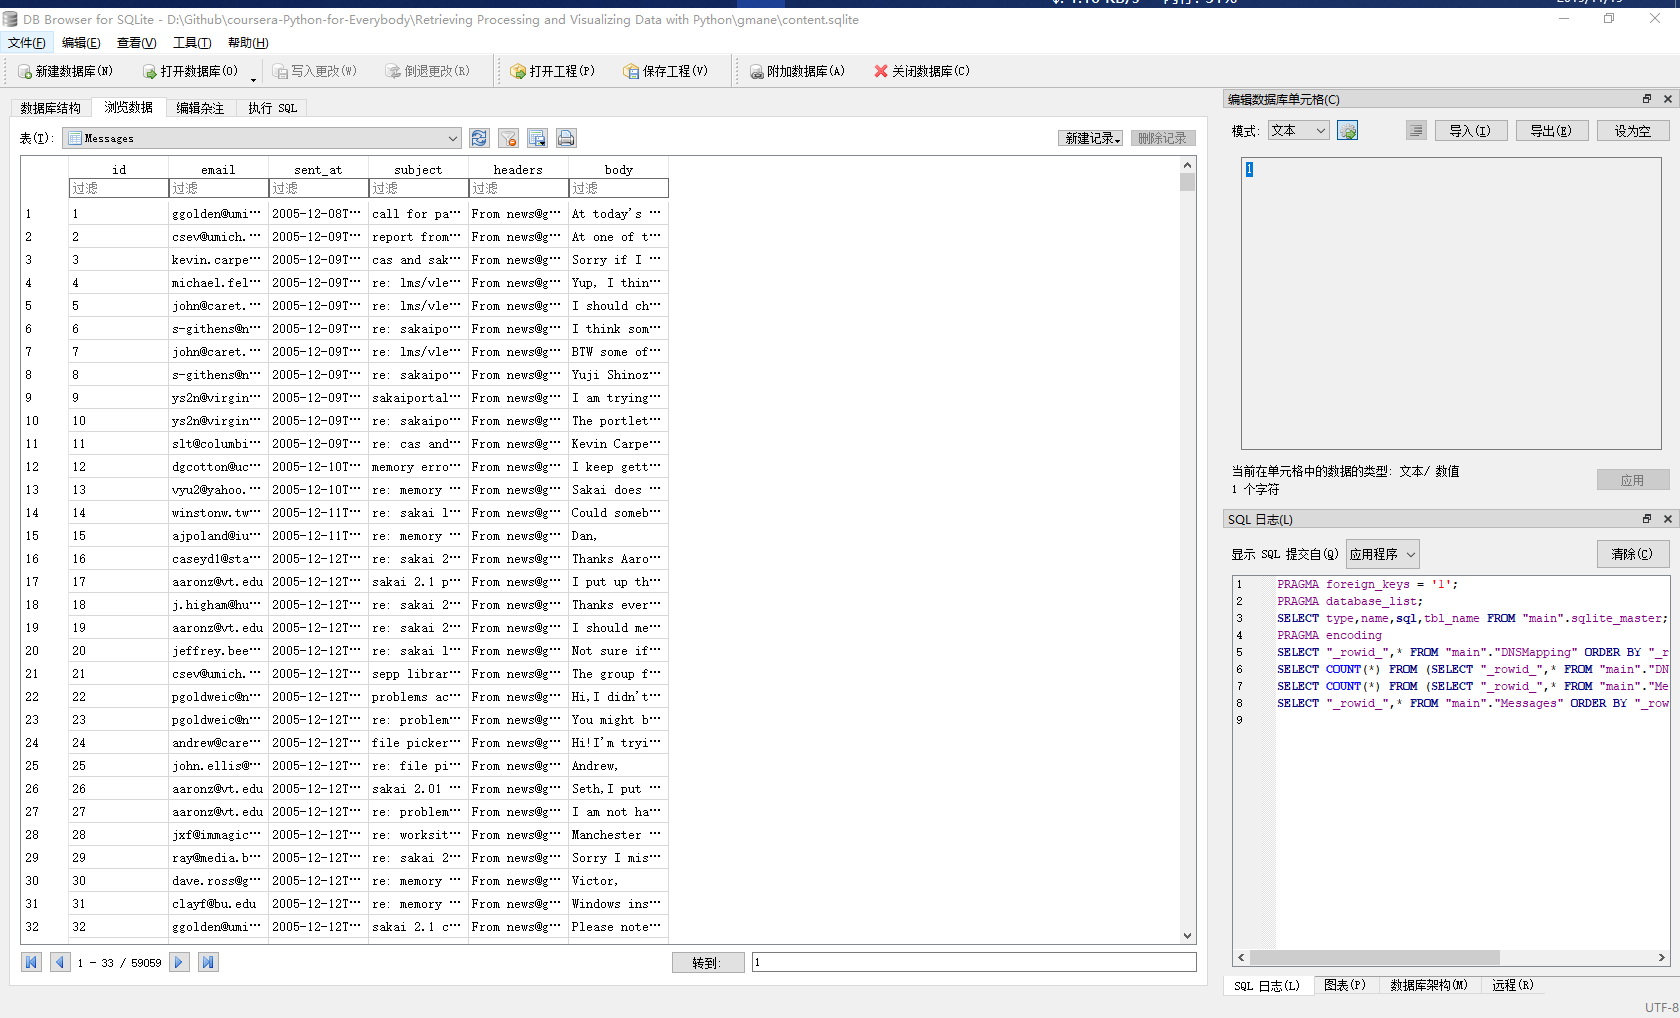 DB Browser for SQLite - D:\Github\coursera-Python-for-Everybody\Retrieving Processing and Visualizing Data with Python\gmane\content.sqlite
文件(F) 编辑(E) 查看(V) 工具(T) 帮助(H)
新建数据库(N) 打开数据库(O) 写入更改(W) 倒退更改(R) 打开工程(P) 保存工程(V) 附加数据库(A) 关闭数据库(C)
数据库结构 浏览数据 编辑杂注 执行 SQL
表(T): Messages 新建记录 删除记录
id email sent_at subject headers body
过滤 过滤 过滤 过滤 过滤 过滤
1 1 ggolden@umi… 2005-12-08T… call for pa… From news@g… At today's …
2 2 csev@umich.… 2005-12-09T… report from… From news@g… At one of t…
3 3 kevin.carpe… 2005-12-09T… cas and sak… From news@g… Sorry if I …
4 4 michael.fel… 2005-12-09T… re: lms/vle… From news@g… Yup, I thin…
5 5 john@caret.… 2005-12-09T… re: lms/vle… From news@g… I should ch…
6 6 s-githens@n… 2005-12-09T… re: sakaipo… From news@g… I think som…
7 7 john@caret.… 2005-12-09T… re: lms/vle… From news@g… BTW some of…
8 8 s-githens@n… 2005-12-09T… re: sakaipo… From news@g… Yuji Shinoz…
9 9 ys2n@virgin… 2005-12-09T… sakaiportal… From news@g… I am trying…
10 10 ys2n@virgin… 2005-12-09T… re: sakaipo… From news@g… The portlet…
11 11 slt@columbi… 2005-12-09T… re: cas and… From news@g… Kevin Carpe…
12 12 dgcotton@uc… 2005-12-10T… memory erro… From news@g… I keep gett…
13 13 vyu2@yahoo.… 2005-12-10T… re: memory … From news@g… Sakai does …
14 14 winstonw.tw… 2005-12-11T… re: sakai l… From news@g… Could someb…
15 15 ajpoland@iu… 2005-12-11T… re: memory … From news@g… Dan,
16 16 caseyd1@sta… 2005-12-12T… re: sakai 2… From news@g… Thanks Aaro…
17 17 aaronz@vt.edu 2005-12-12T… sakai 2.1 p… From news@g… I put up th…
18 18 j.higham@hu… 2005-12-12T… re: sakai 2… From news@g… Thanks ever…
19 19 aaronz@vt.edu 2005-12-12T… re: sakai 2… From news@g… I should me…
20 20 jeffrey.bee… 2005-12-12T… re: sakai l… From news@g… Not sure if…
21 21 csev@umich.… 2005-12-12T… sepp librar… From news@g… The group f…
22 22 pgoldweic@n… 2005-12-12T… problems ac… From news@g… Hi,I didn't…
23 23 pgoldweic@n… 2005-12-12T… re: problem… From news@g… You might b…
24 24 andrew@care… 2005-12-12T… file picker… From news@g… Hi!I'm tryi…
25 25 john.ellis@… 2005-12-12T… re: file pi… From news@g… Andrew,
26 26 aaronz@vt.edu 2005-12-12T… sakai 2.01 … From news@g… Seth,I put …
27 27 aaronz@vt.edu 2005-12-12T… re: problem… From news@g… I am not ha…
28 28 jxf@immagic… 2005-12-12T… re: worksit… From news@g… Manchester …
29 29 ray@media.b… 2005-12-12T… re: sakai 2… From news@g… Sorry I mis…
30 30 dave.ross@g… 2005-12-12T… re: memory … From news@g… Victor,
31 31 clayf@bu.edu 2005-12-12T… re: memory … From news@g… Windows ins…
32 32 ggolden@umi… 2005-12-12T… sakai 2.1 c… From news@g… Please note…
1 - 33 / 59059 转到: 1
编辑数据库单元格(C)
模式: 文本 导入(I) 导出(E) 设为空
1
当前在单元格中的数据的类型: 文本/ 数值
1 个字符
应用
SQL 日志(L)
显示 SQL 提交自(Q) 应用程序 清除(C)
1 PRAGMA foreign_keys = '1';
2 PRAGMA database_list;
3 SELECT type,name,sql,tbl_name FROM "main".sqlite_master;
4 PRAGMA encoding
5 SELECT "_rowid_",* FROM "main"."DNSMapping" ORDER BY "_r
6 SELECT COUNT(*) FROM (SELECT "_rowid_",* FROM "main"."DN
7 SELECT COUNT(*) FROM (SELECT "_rowid_",* FROM "main"."Me
8 SELECT "_rowid_",* FROM "main"."Messages" ORDER BY "_row
9
SQL 日志(L) 图表(P) 数据库架构(M) 远程(R)
UTF-8